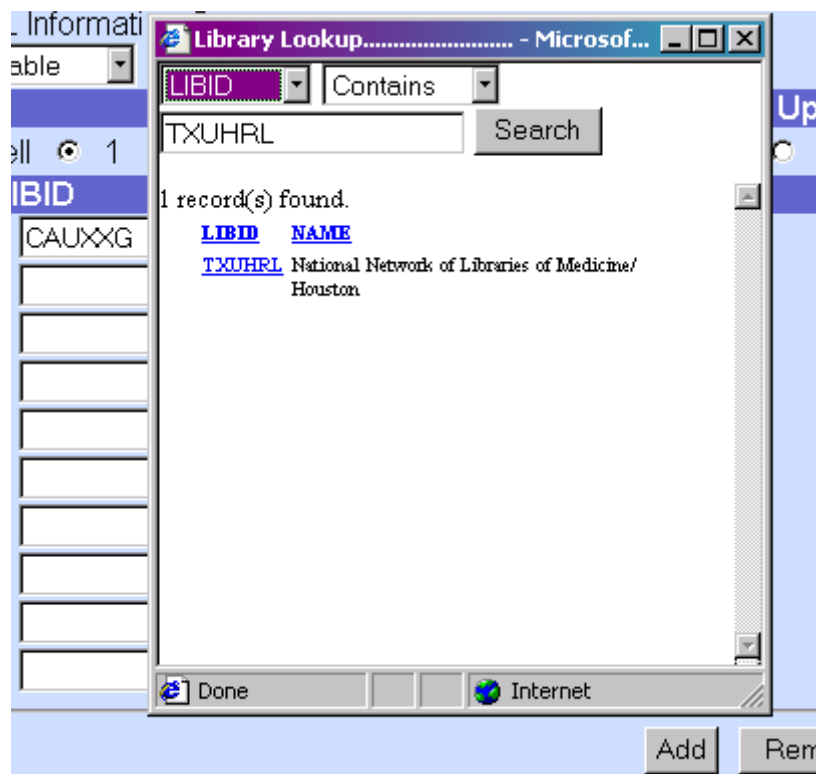 L Informati
able
Up
ell 1
IBID
CAUXXG
Library Lookup......................... - Microsof...
LIBID Contains
TXUHRL Search
1 record(s) found.
LIBID NAME
TXUHRL National Network of Libraries of Medicine/
Houston
Done Internet
Add Rem